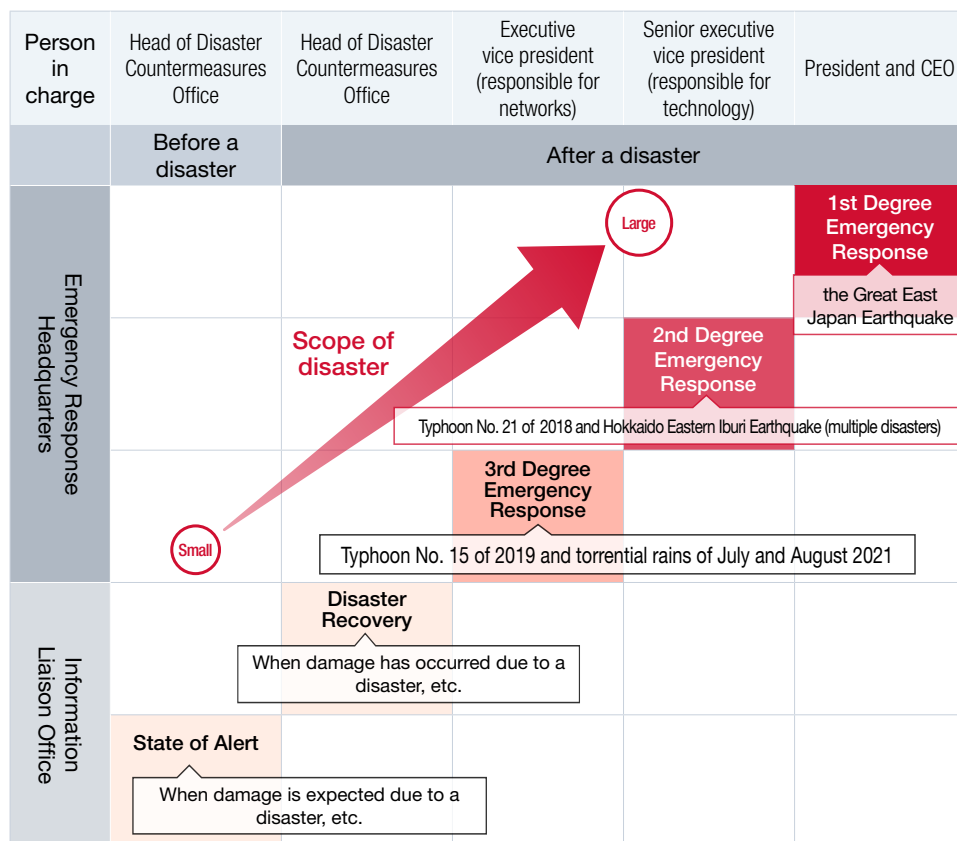 Person
in
charge
Head of Disaster
Countermeasures
Office
Head of Disaster
Countermeasures
Office
Executive
vice president
(responsible for
networks)
Senior executive
vice president
(responsible for
technology)
President and CEO
Before a
disaster
After a disaster
Emergency Response
Headquarters
Large
1st Degree
Emergency
Response
the Great East
Japan Earthquake
Scope of
disaster
2nd Degree
Emergency
Response
Typhoon No. 21 of 2018 and Hokkaido Eastern Iburi Earthquake (multiple disasters)
3rd Degree
Emergency
Response
Small
Typhoon No. 15 of 2019 and torrential rains of July and August 2021
Information
Liaison Office
Disaster
Recovery
When damage has occurred due to a
disaster, etc.
State of Alert
When damage is expected due to a
disaster, etc.